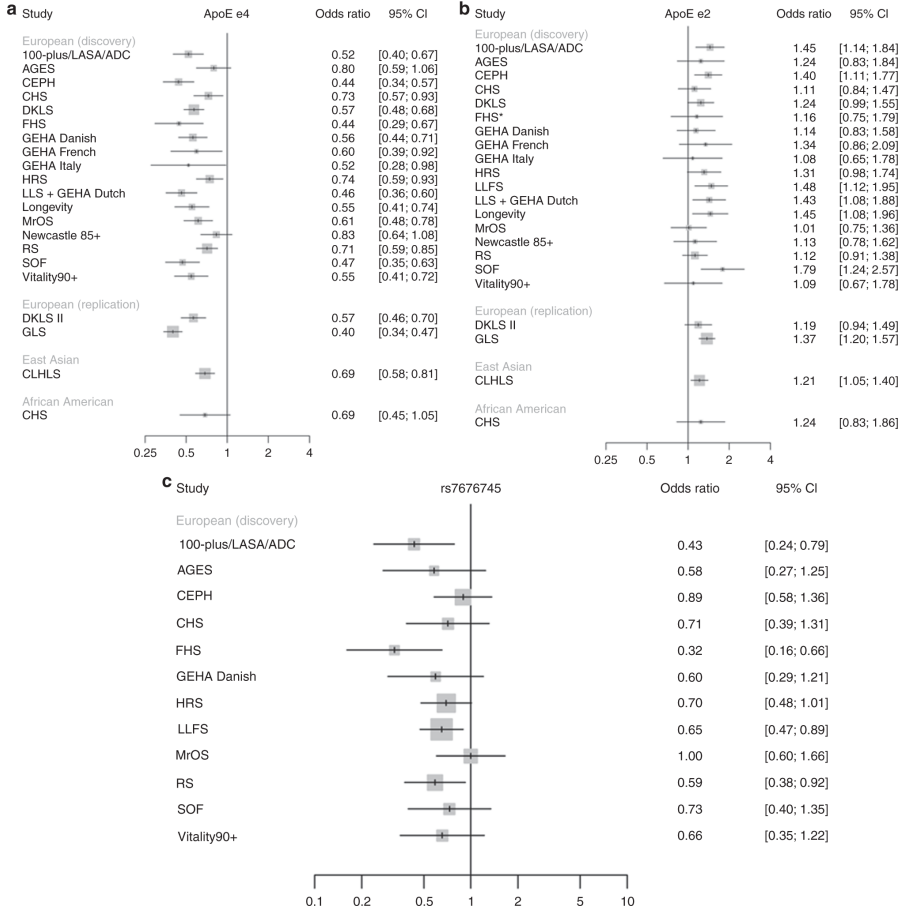 a Study ApoE e4 Odds ratio 95% CI
European (discovery)
100-plus/LASA/ADC 0.52 [0.40; 0.67]
AGES 0.80 [0.59; 1.06]
CEPH 0.44 [0.34; 0.57]
CHS 0.73 [0.57; 0.93]
DKLS 0.57 [0.48; 0.68]
FHS 0.44 [0.29; 0.67]
GEHA Danish 0.56 [0.44; 0.71]
GEHA French 0.60 [0.39; 0.92]
GEHA Italy 0.52 [0.28; 0.98]
HRS 0.74 [0.59; 0.93]
LLS + GEHA Dutch 0.46 [0.36; 0.60]
Longevity 0.55 [0.41; 0.74]
MrOS 0.61 [0.48; 0.78]
Newcastle 85+ 0.83 [0.64; 1.08]
RS 0.71 [0.59; 0.85]
SOF 0.47 [0.35; 0.63]
Vitality90+ 0.55 [0.41; 0.72]
European (replication)
DKLS II 0.57 [0.46; 0.70]
GLS 0.40 [0.34; 0.47]
East Asian
CLHLS 0.69 [0.58; 0.81]
African American
CHS 0.69 [0.45; 1.05]
0.25 0.5 1 2 4
b Study ApoE e2 Odds ratio 95% CI
European (discovery)
100-plus/LASA/ADC 1.45 [1.14; 1.84]
AGES 1.24 [0.83; 1.84]
CEPH 1.40 [1.11; 1.77]
CHS 1.11 [0.84; 1.47]
DKLS 1.24 [0.99; 1.55]
FHS* 1.16 [0.75; 1.79]
GEHA Danish 1.14 [0.83; 1.58]
GEHA French 1.34 [0.86; 2.09]
GEHA Italy 1.08 [0.65; 1.78]
HRS 1.31 [0.98; 1.74]
LLFS 1.48 [1.12; 1.95]
LLS + GEHA Dutch 1.43 [1.08; 1.88]
Longevity 1.45 [1.08; 1.96]
MrOS 1.01 [0.75; 1.36]
Newcastle 85+ 1.13 [0.78; 1.62]
RS 1.12 [0.91; 1.38]
SOF 1.79 [1.24; 2.57]
Vitality90+ 1.09 [0.67; 1.78]
European (replication)
DKLS II 1.19 [0.94; 1.49]
GLS 1.37 [1.20; 1.57]
East Asian
CLHLS 1.21 [1.05; 1.40]
African American
CHS 1.24 [0.83; 1.86]
0.25 0.5 1 2 4
c Study rs7676745 Odds ratio 95% CI
European (discovery)
100-plus/LASA/ADC 0.43 [0.24; 0.79]
AGES 0.58 [0.27; 1.25]
CEPH 0.89 [0.58; 1.36]
CHS 0.71 [0.39; 1.31]
FHS 0.32 [0.16; 0.66]
GEHA Danish 0.60 [0.29; 1.21]
HRS 0.70 [0.48; 1.01]
LLFS 0.65 [0.47; 0.89]
MrOS 1.00 [0.60; 1.66]
RS 0.59 [0.38; 0.92]
SOF 0.73 [0.40; 1.35]
Vitality90+ 0.66 [0.35; 1.22]
0.1 0.2 0.5 1 2 5 10